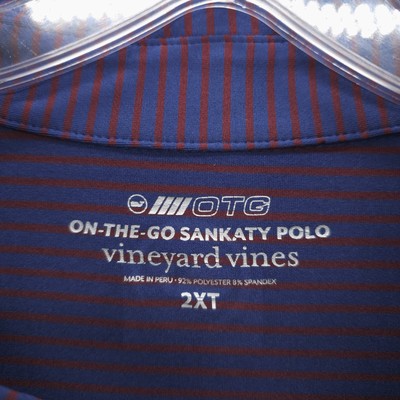 OTG
ON-THE-GO SANKATY POLO
vineyard vines
MADE IN PERU • 92% POLYESTER 8% SPANDEX
2XT